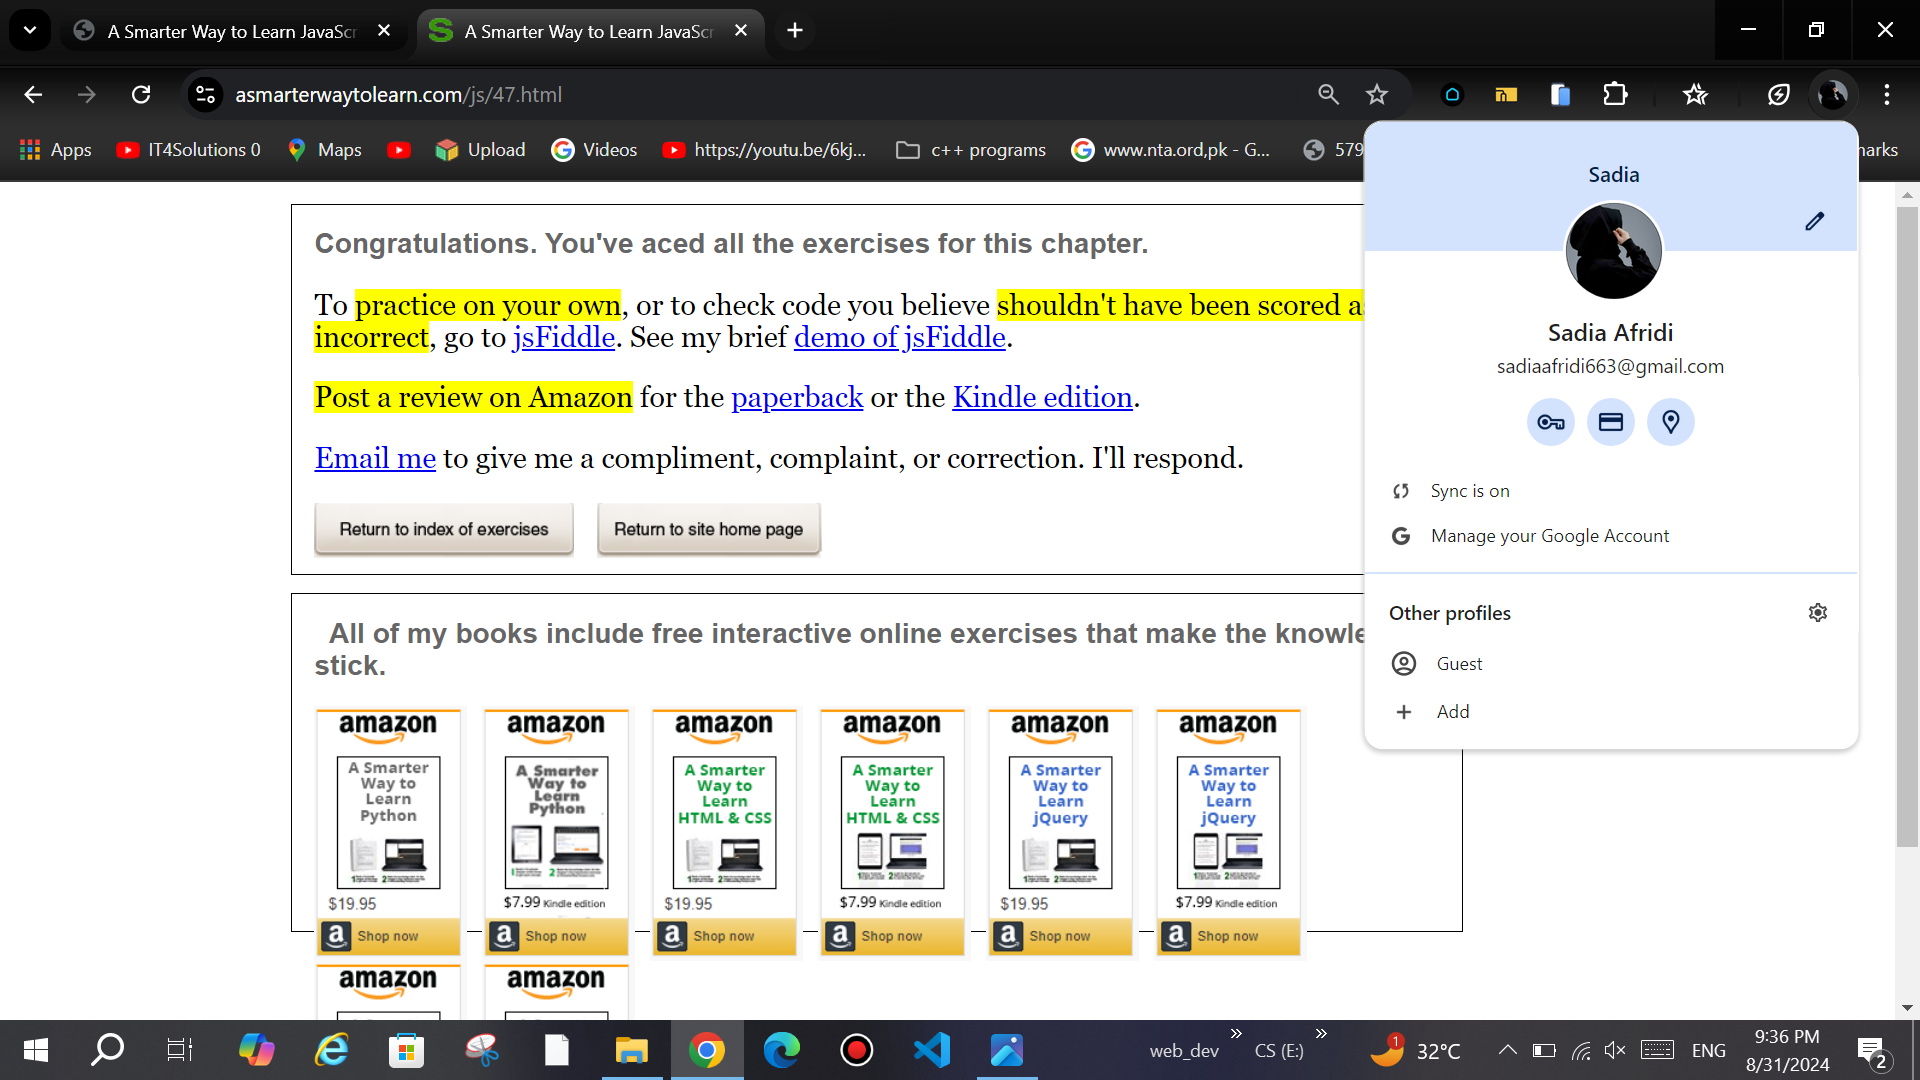 A Smarter Way to Learn JavaScr
A Smarter Way to Learn JavaScr
asmarterwaytolearn.com/js/47.html
Apps
IT4Solutions 0
Maps
Upload
Videos
https://youtu.be/6kj...
c++ programs
www.nta.ord,pk - G...
579
narks
Congratulations. You've aced all the exercises for this chapter.
To practice on your own, or to check code you believe shouldn't have been scored as
incorrect, go to jsFiddle. See my brief demo of jsFiddle.
Post a review on Amazon for the paperback or the Kindle edition.
Email me to give me a compliment, complaint, or correction. I'll respond.
Return to index of exercises
Return to site home page
All of my books include free interactive online exercises that make the knowle
stick.
amazon
A Smarter
Way to
Learn
Python
$19.95
a Shop now
amazon
A Smarter
Way to
Learn
Python
$7.99 Kindle edition
a Shop now
amazon
A Smarter
Way to
Learn
HTML & CSS
$19.95
a Shop now
amazon
A Smarter
Way to
Learn
HTML & CSS
$7.99 Kindle edition
a Shop now
amazon
A Smarter
Way to
Learn
jQuery
$19.95
a Shop now
amazon
A Smarter
Way to
Learn
jQuery
$7.99 Kindle edition
a Shop now
amazon
amazon
Sadia
Sadia Afridi
sadiaafridi663@gmail.com
Sync is on
Manage your Google Account
Other profiles
Guest
Add
web_dev
CS (E:)
1
32°C
ENG
9:36 PM
8/31/2024
2